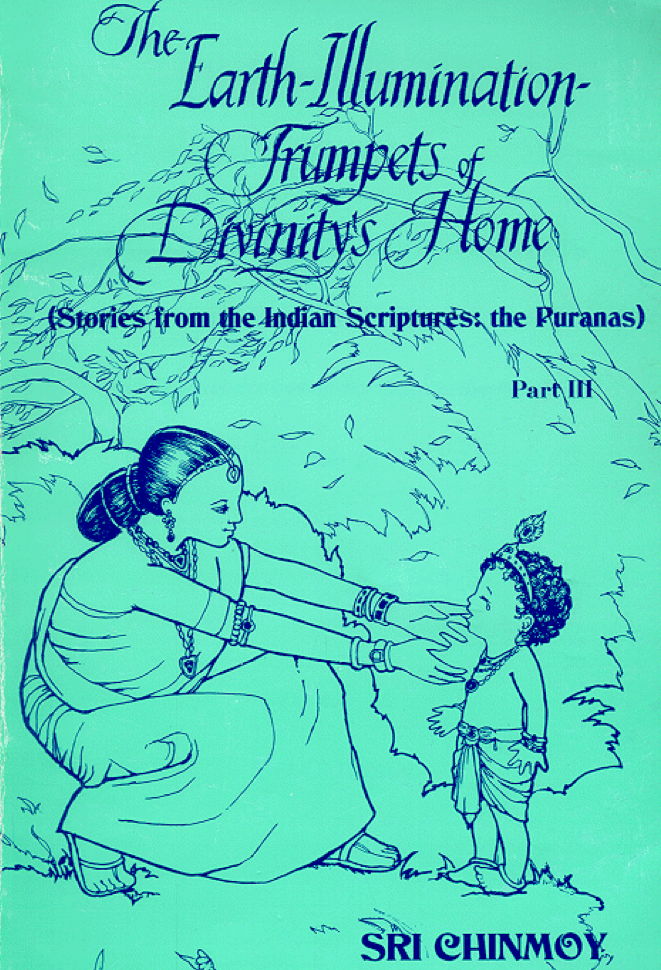 The
Earth-Illumination-
Trumpets of
Divinity's Home
(Stories from the Indian Scriptures: the Puranas)
Part III
SRI CHINMOY